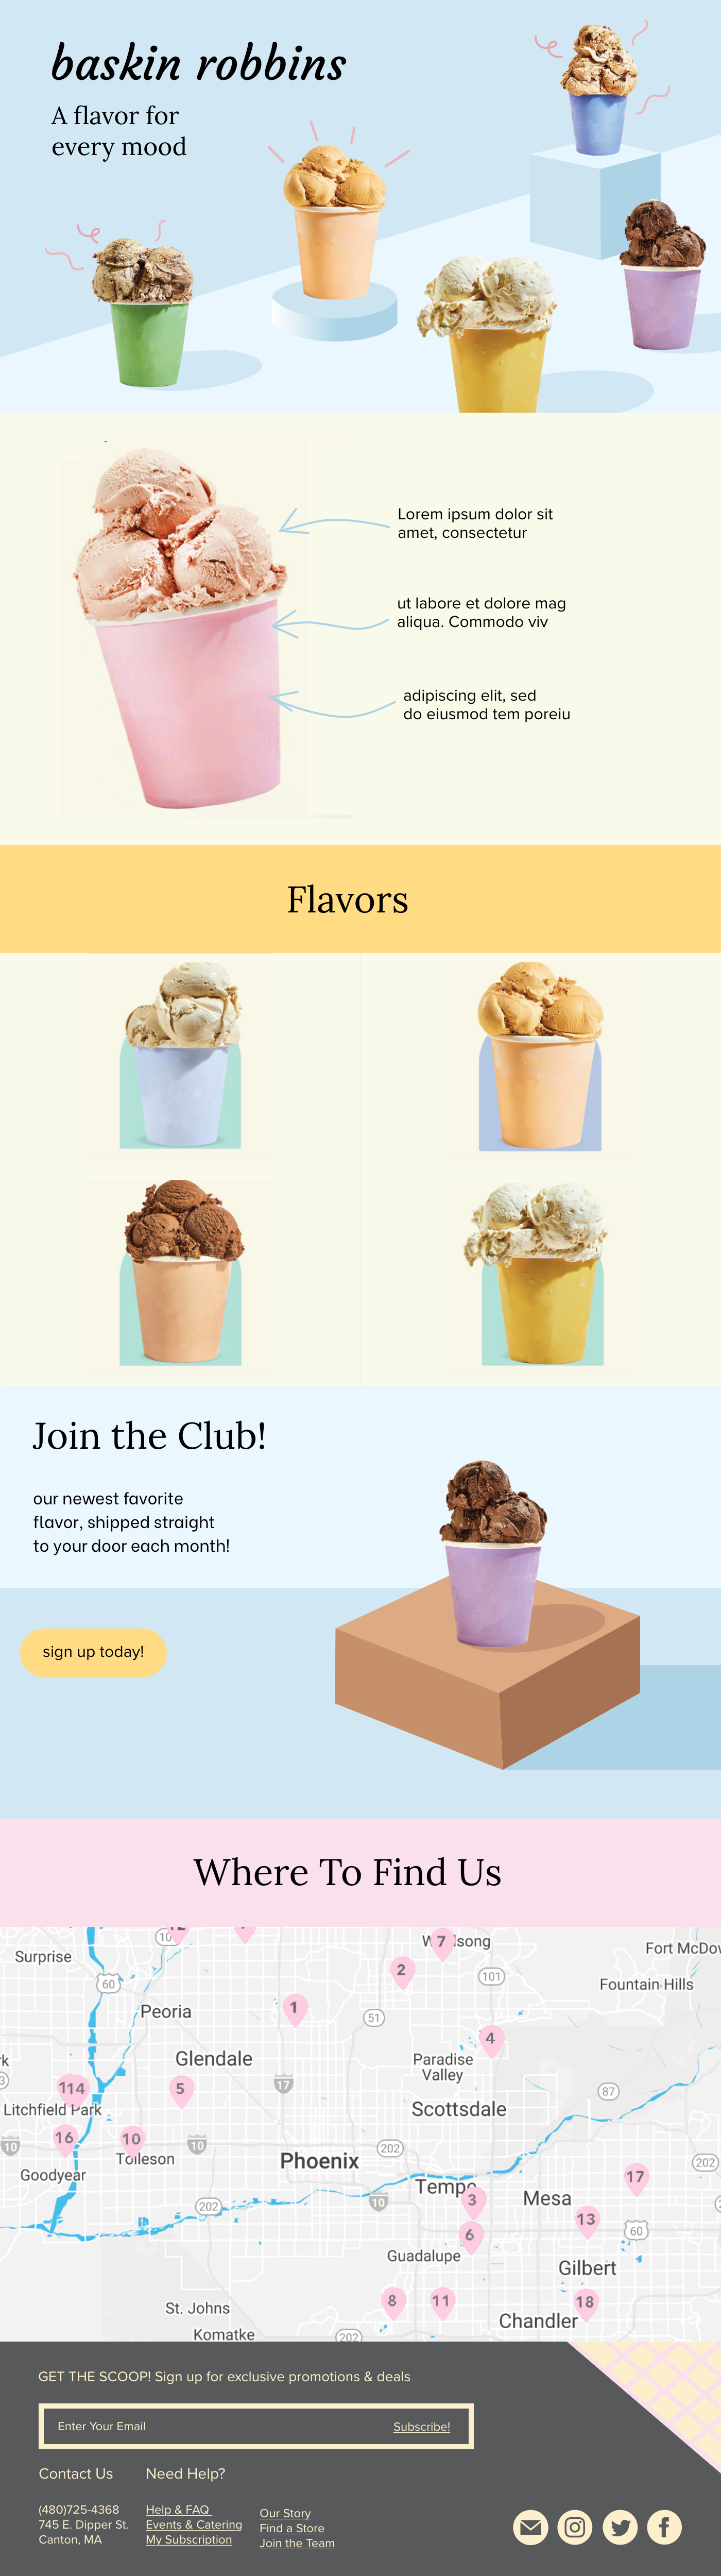 baskin robbins
A flavor for
every mood
Lorem ipsum dolor sit
amet, consectetur
ut labore et dolore mag
aliqua. Commodo viv
adipiscing elit, sed
do eiusmod tem poreiu
Flavors
Join the Club!
our newest favorite
flavor, shipped straight
to your door each month!
sign up today!
Where To Find Us
12
10
7
Surprise
2
Fort McDow
60
101
Fountain Hills
Peoria
1
51
4
Glendale
Paradise
Valley
114
5
17
87
Litchfield Park
Scottsdale
16
10
10
10
Tolleson
Phoenix
202
202
Goodyear
17
Tempe
3
Mesa
202
10
13
6
60
Guadalupe
Gilbert
8
11
18
St. Johns
Chandler
Komatke
202
GET THE SCOOP! Sign up for exclusive promotions & deals
Enter Your Email
Subscribe!
Contact Us
Need Help?
(480)725-4368
745 E. Dipper St.
Canton, MA
Help & FAQ
Events & Catering
My Subscription
Our Story
Find a Store
Join the Team